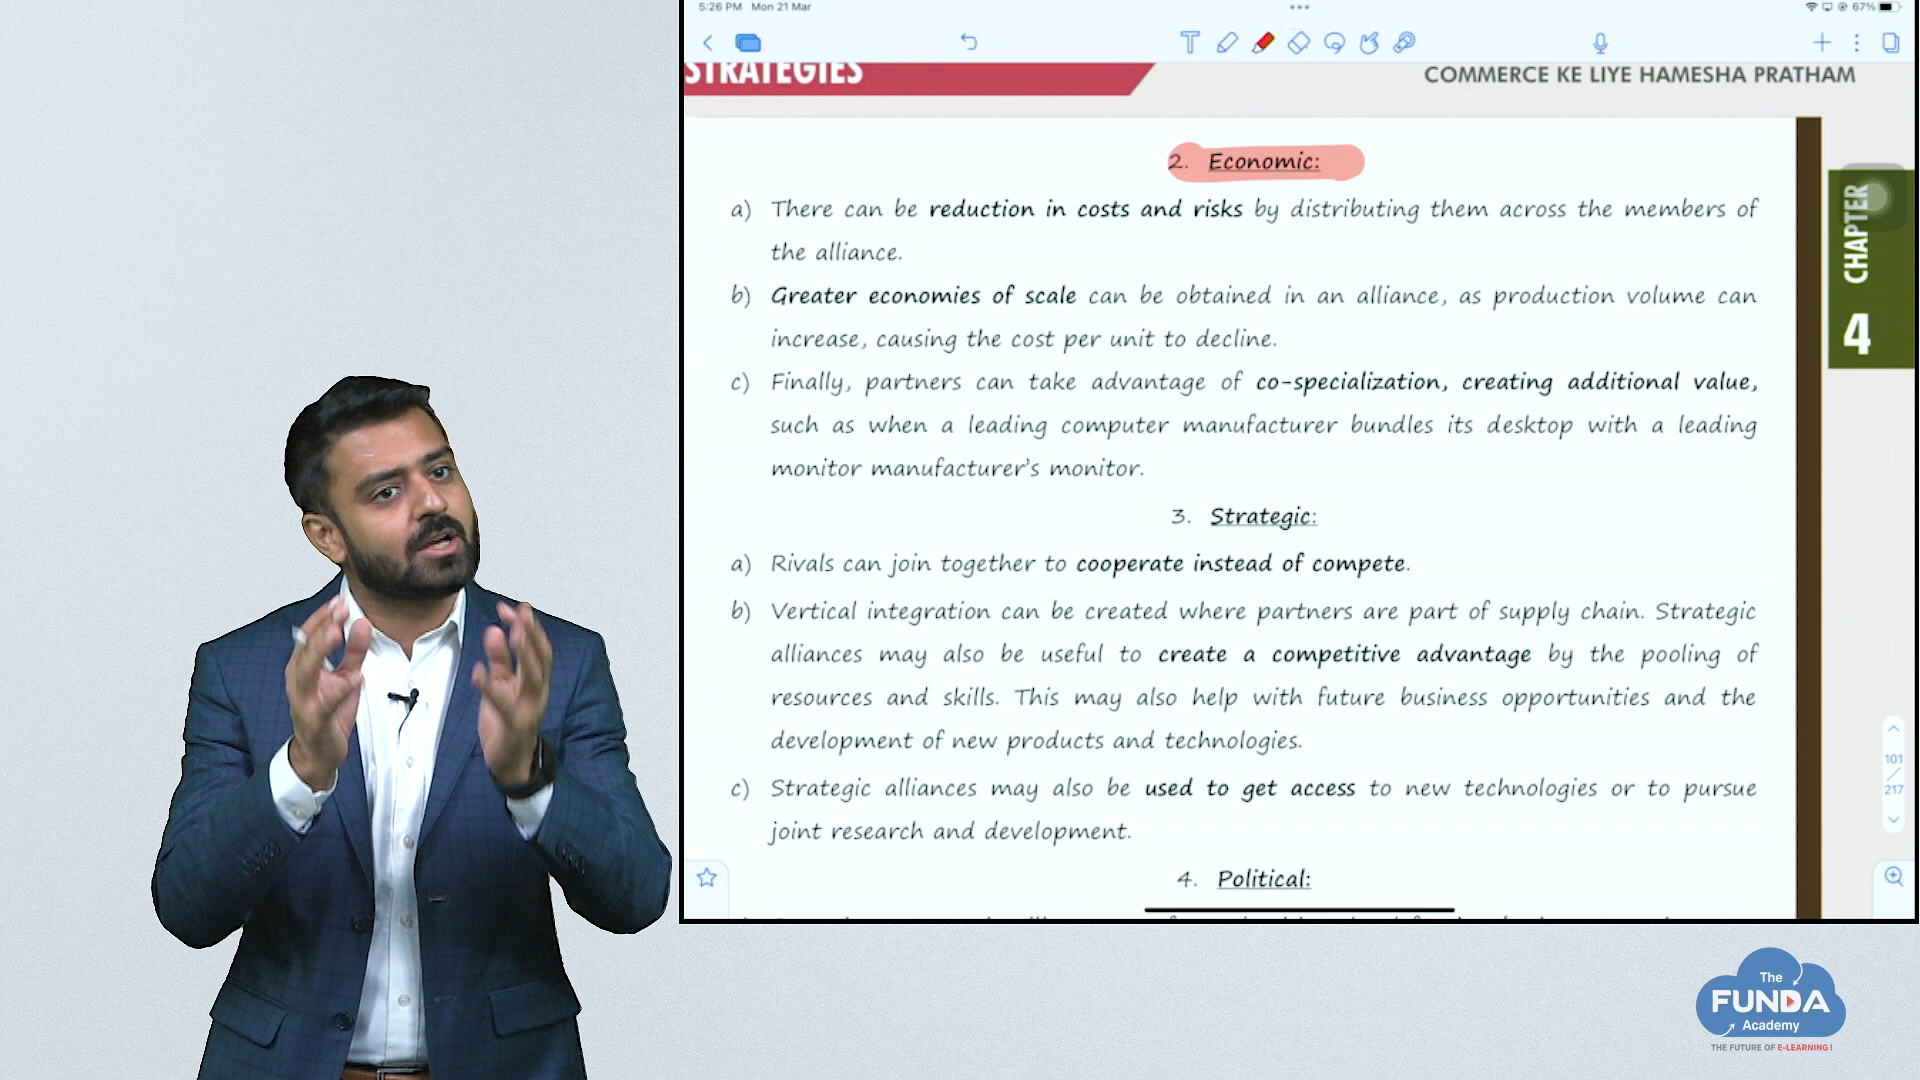 5:26 PM Mon 21 Mar
67%
STRATEGIES
COMMERCE KE LIYE HAMESHA PRATHAM
2. Economic:
a) There can be reduction in costs and risks by distributing them across the members of
the alliance.
b) Greater economies of scale can be obtained in an alliance, as production volume can
increase, causing the cost per unit to decline.
c) Finally, partners can take advantage of co-specialization, creating additional value,
such as when a leading computer manufacturer bundles its desktop with a leading
monitor manufacturer's monitor.
3. Strategic:
a) Rivals can join together to cooperate instead of compete.
b) Vertical integration can be created where partners are part of supply chain. Strategic
alliances may also be useful to create a competitive advantage by the pooling of
resources and skills. This may also help with future business opportunities and the
development of new products and technologies.
c) Strategic alliances may also be used to get access to new technologies or to pursue
joint research and development.
4. Political:
CHAPTER
4
101
217
The
FUNDA
Academy
THE FUTURE OF E-LEARNING!